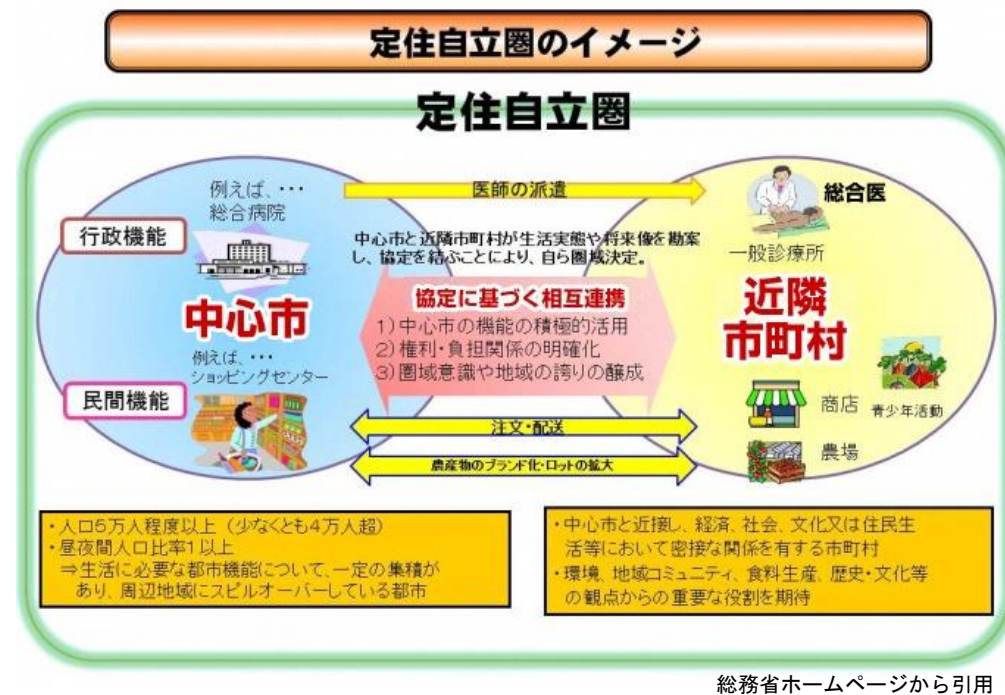 定住自立圏のイメージ
定住自立圏
例えば、・・・
総合病院
行政機能
中心市
例えば、・・・
ショッピングセンター
民間機能
医師の派遣
中心市と近隣市町村が生活実態や将来像を勘案
し、協定を結ぶことにより、自ら圏域決定。
協定に基づく相互連携
1)中心市の機能の積極的活用
2)権利・負担関係の明確化
3)圏域意識や地域の誇りの醸成
注文・配送
農産物のブランド化・ロットの拡大
総合医
一般診療所
近隣
市町村
商店
青少年活動
農場
・人口5万人程度以上（少なくとも4万人超）
・昼夜間人口比率1以上
⇒生活に必要な都市機能について、一定の集積が
あり、周辺地域にスピルオーバーしている都市
・中心市と近接し、経済、社会、文化又は住民生
活等において密接な関係を有する市町村
・環境、地域コミュニティ、食料生産、歴史・文化等
の観点からの重要な役割を期待
総務省ホームページから引用